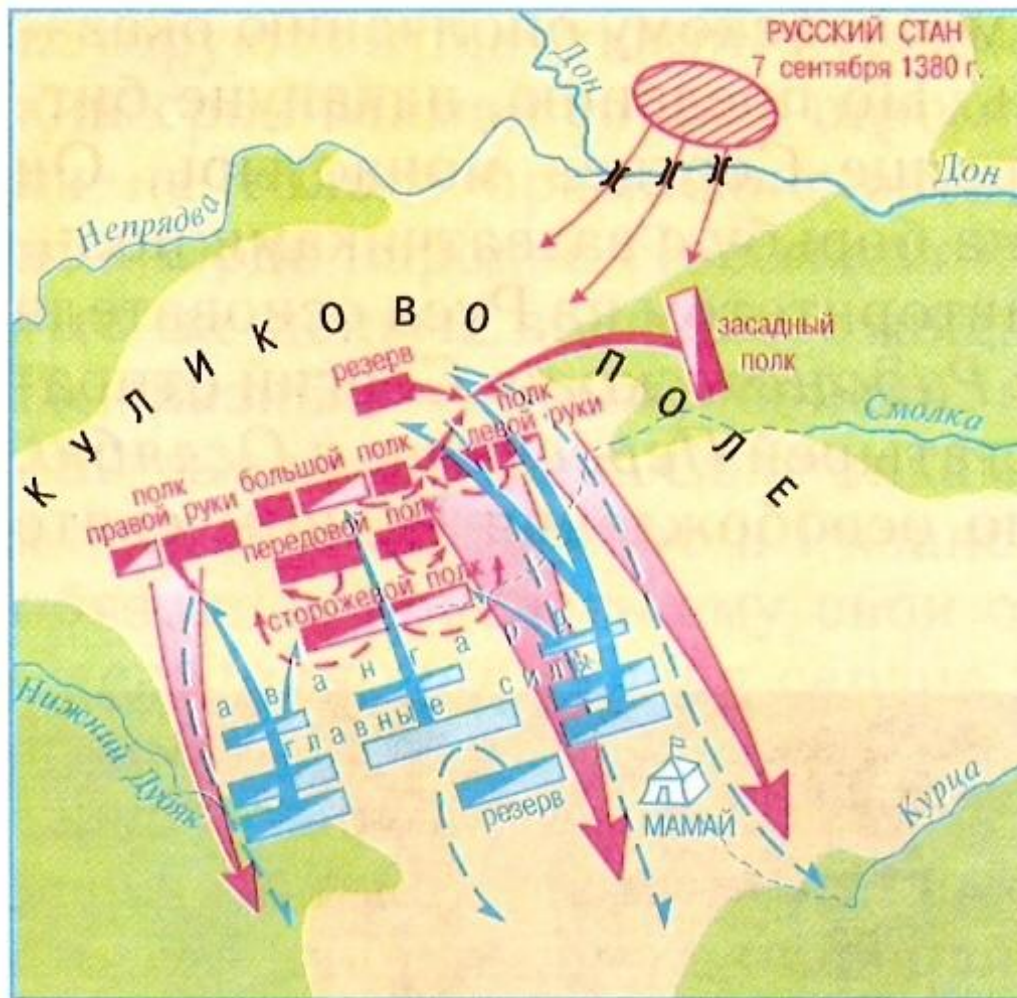 РУССКИЙ СТАН
7 сентября 1380 г.
Дон
Дон
Непрядва
КУЛИКОВО ПОЛЕ
засадный
полк
резерв
Смолка
полк
левой руки
большой полк
полк
правой руки
передовой полк
сторожевой полк
авангард
главные силы
Нижний Дубяк
резерв
МАМАЙ
Курца